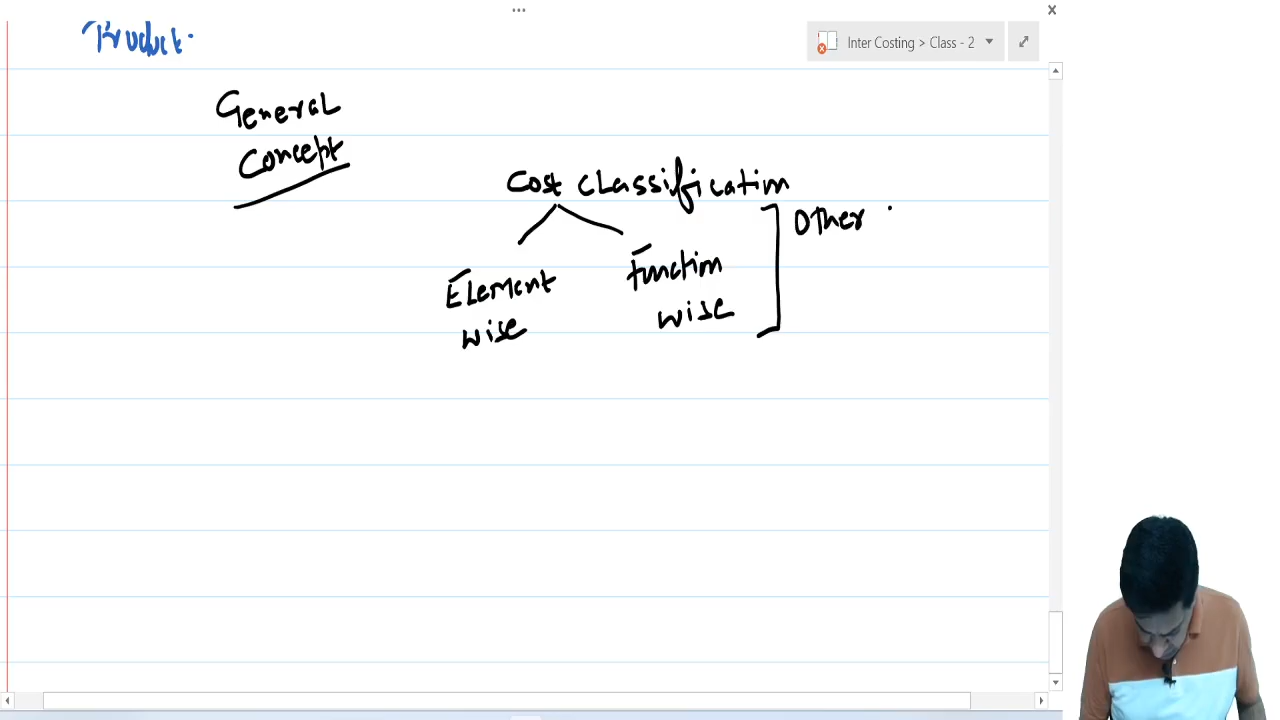 Product.
Inter Costing > Class - 2
General
Concept
Cost Classification
Other
Element
wise
Function
wise